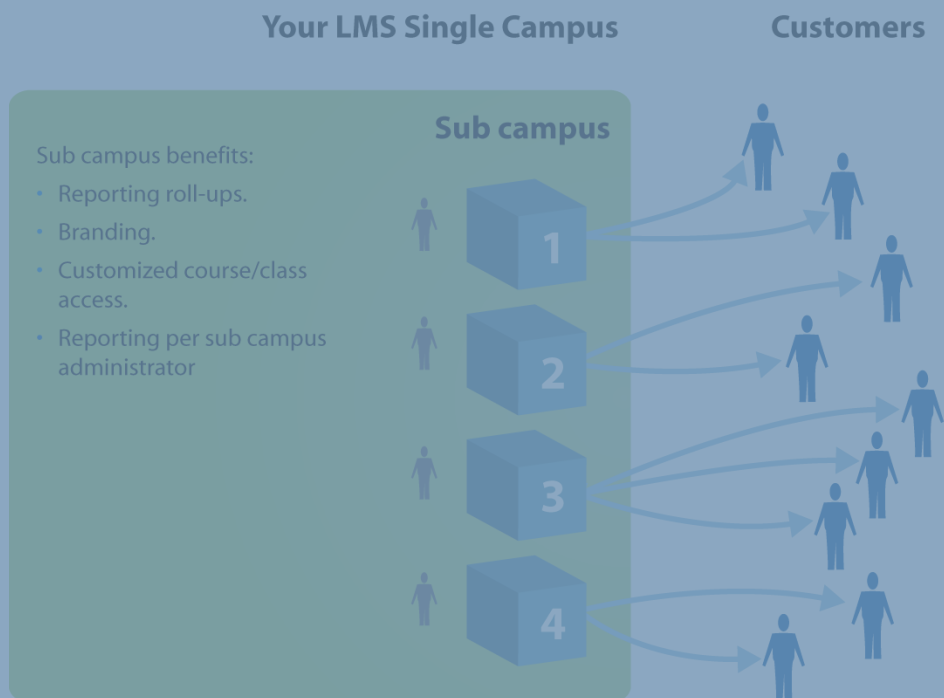 Your LMS Single Campus
Customers
Sub campus
Sub campus benefits:
• Reporting roll-ups.
• Branding.
• Customized course/class
access.
• Reporting per sub campus
administrator
1
2
3
4